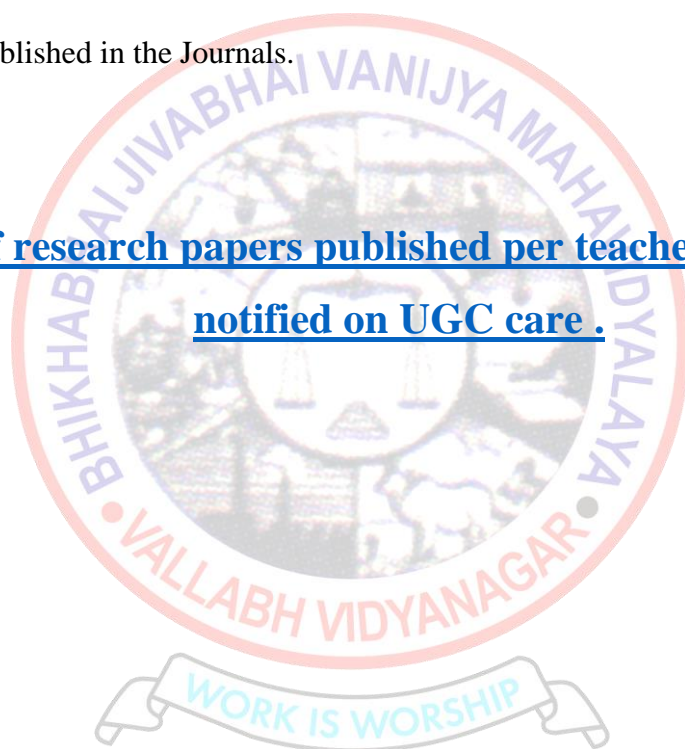 blished in the Journals.
BHIKHABHAI JIVABHAI VANIJYA MAHAVIDYALAYA
f research papers published per teache
notified on UGC care .
• VALLABH VIDYANAGAR •
WORK IS WORSHIP